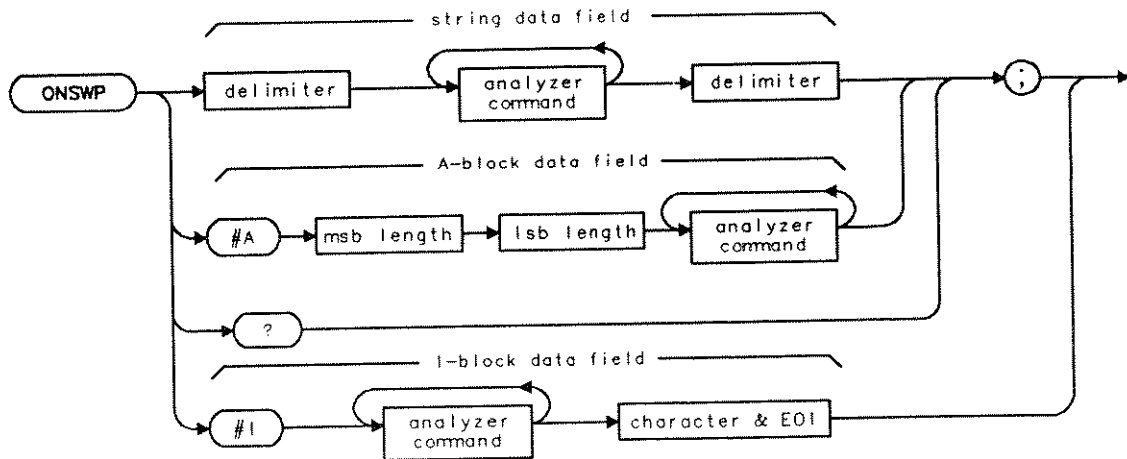 string data field
ONSWP
delimiter
analyzer
command
delimiter
;
A-block data field
#A
msb length
lsb length
analyzer
command
?
I-block data field
#I
analyzer
command
character & EOI